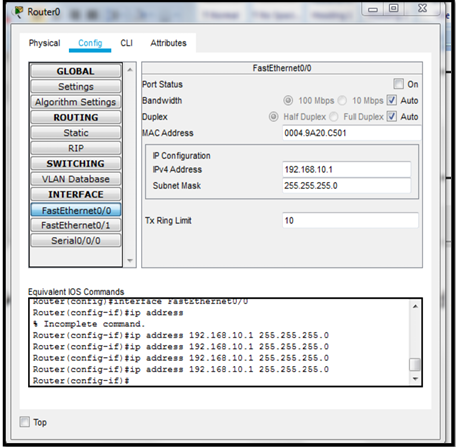 Router0
Physical Config CLI Attributes
GLOBAL
Settings
Algorithm Settings
ROUTING
Static
RIP
SWITCHING
VLAN Database
INTERFACE
FastEthernet0/0
FastEthernet0/1
Serial0/0/0
FastEthernet0/0
Port Status On
Bandwidth 100 Mbps 10 Mbps Auto
Duplex Half Duplex Full Duplex Auto
MAC Address 0004.9A20.C501
IP Configuration
IPv4 Address 192.168.10.1
Subnet Mask 255.255.255.0
Tx Ring Limit 10
Equivalent IOS Commands
Router(config)#interface FastEthernet0/0
Router(config-if)#ip address
% Incomplete command.
Router(config-if)#ip address 192.168.10.1 255.255.255.0
Router(config-if)#ip address 192.168.10.1 255.255.255.0
Router(config-if)#ip address 192.168.10.1 255.255.255.0
Router(config-if)#ip address 192.168.10.1 255.255.255.0
Router(config-if)#
Top